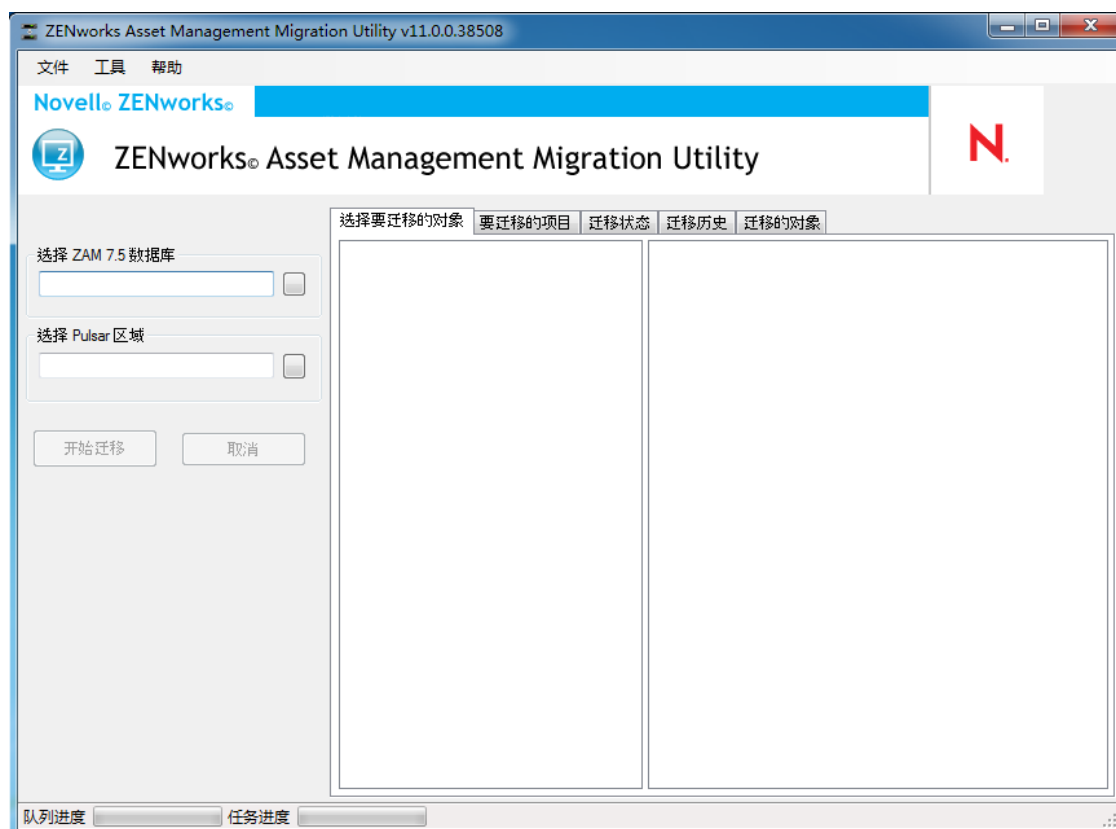 ZENworks Asset Management Migration Utility v11.0.0.38508
文件 工具 帮助
Novell© ZENworks©
ZENworks© Asset Management Migration Utility
N.
选择要迁移的对象 要迁移的项目 迁移状态 迁移历史 迁移的对象
选择 ZAM 7.5 数据库
选择 Pulsar 区域
开始迁移 取消
队列进度 任务进度